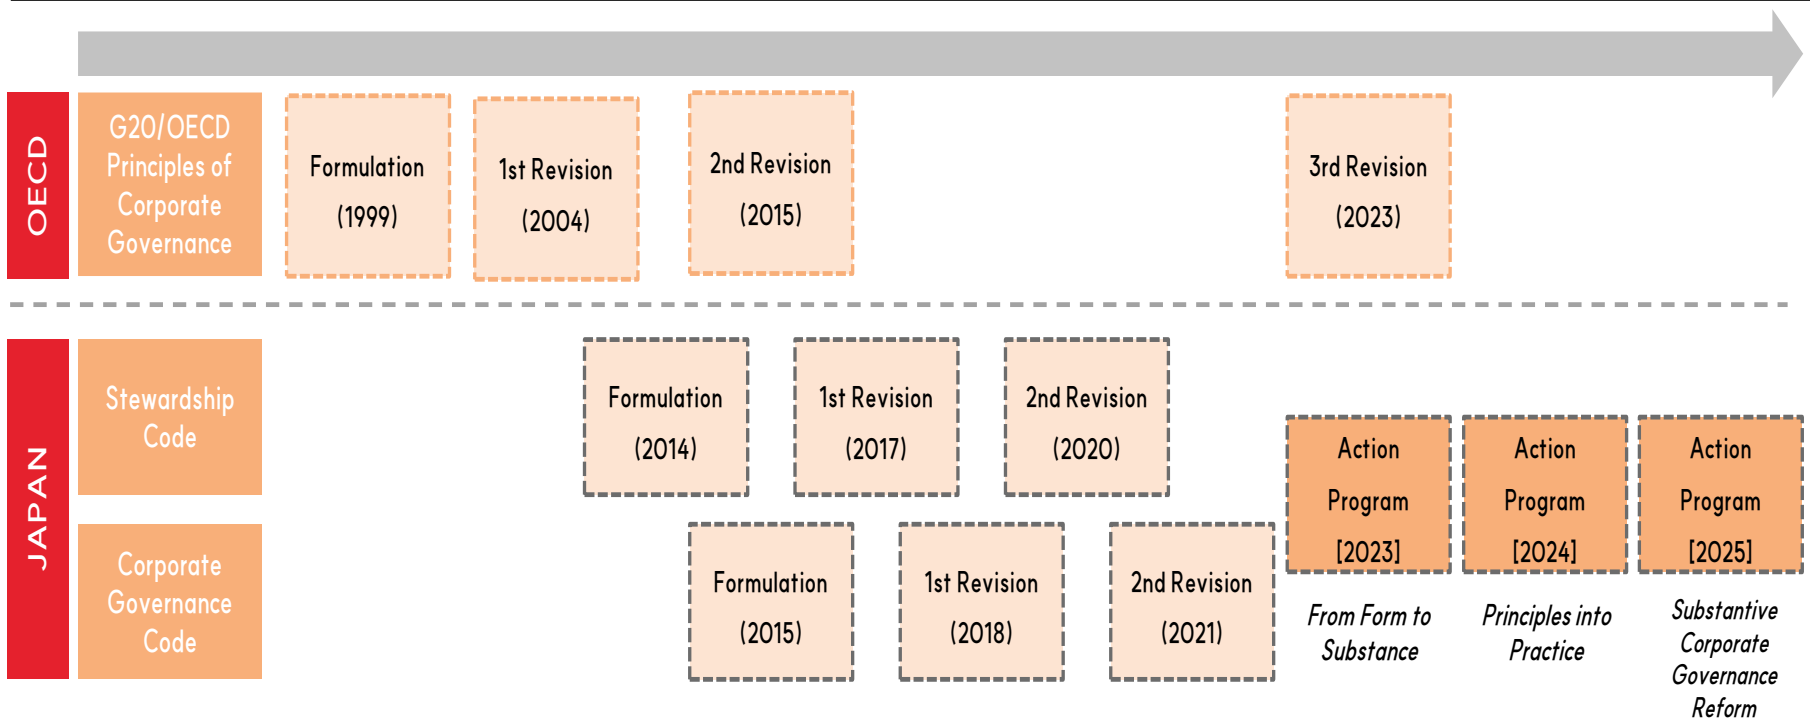 OECD
G20/OECD
Principles of
Corporate
Governance
Formulation
(1999)
1st Revision
(2004)
2nd Revision
(2015)
3rd Revision
(2023)
JAPAN
Stewardship
Code
Formulation
(2014)
1st Revision
(2017)
2nd Revision
(2020)
Corporate
Governance
Code
Formulation
(2015)
1st Revision
(2018)
2nd Revision
(2021)
Action
Program
[2023]
From Form to
Substance
Action
Program
[2024]
Principles into
Practice
Action
Program
[2025]
Substantive
Corporate
Governance
Reform